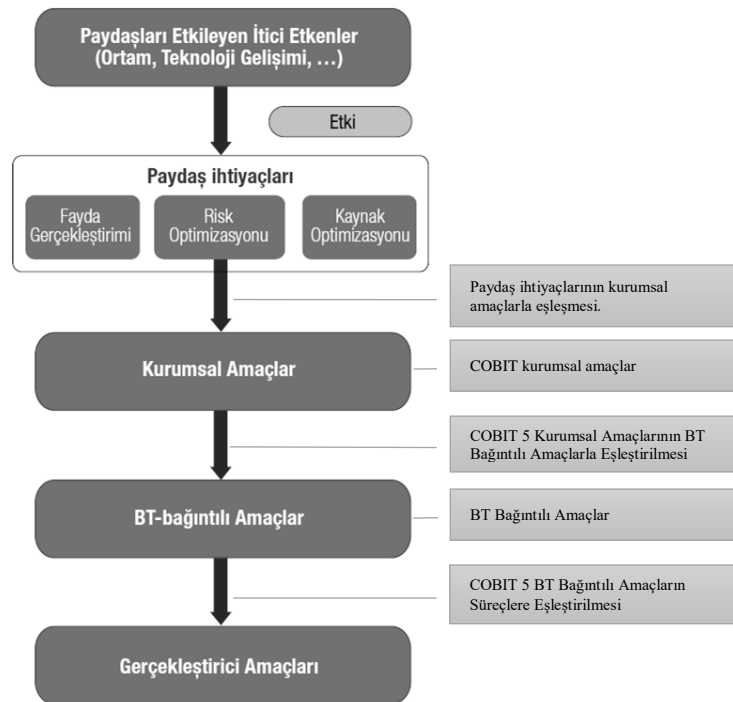 Paydaşları Etkileyen İtici Etkenler
(Ortam, Teknoloji Gelişimi, …)
Etki
Paydaş ihtiyaçları
Fayda
Gerçekleştirimi
Risk
Optimizasyonu
Kaynak
Optimizasyonu
Paydaş ihtiyaçlarının kurumsal
amaçlarla eşleşmesi.
Kurumsal Amaçlar
COBIT kurumsal amaçlar
COBIT 5 Kurumsal Amaçlarının BT
Bağıntılı Amaçlarla Eşleştirilmesi
BT-bağıntılı Amaçlar
BT Bağıntılı Amaçlar
COBIT 5 BT Bağıntılı Amaçların
Süreçlere Eşleştirilmesi
Gerçekleştirici Amaçları